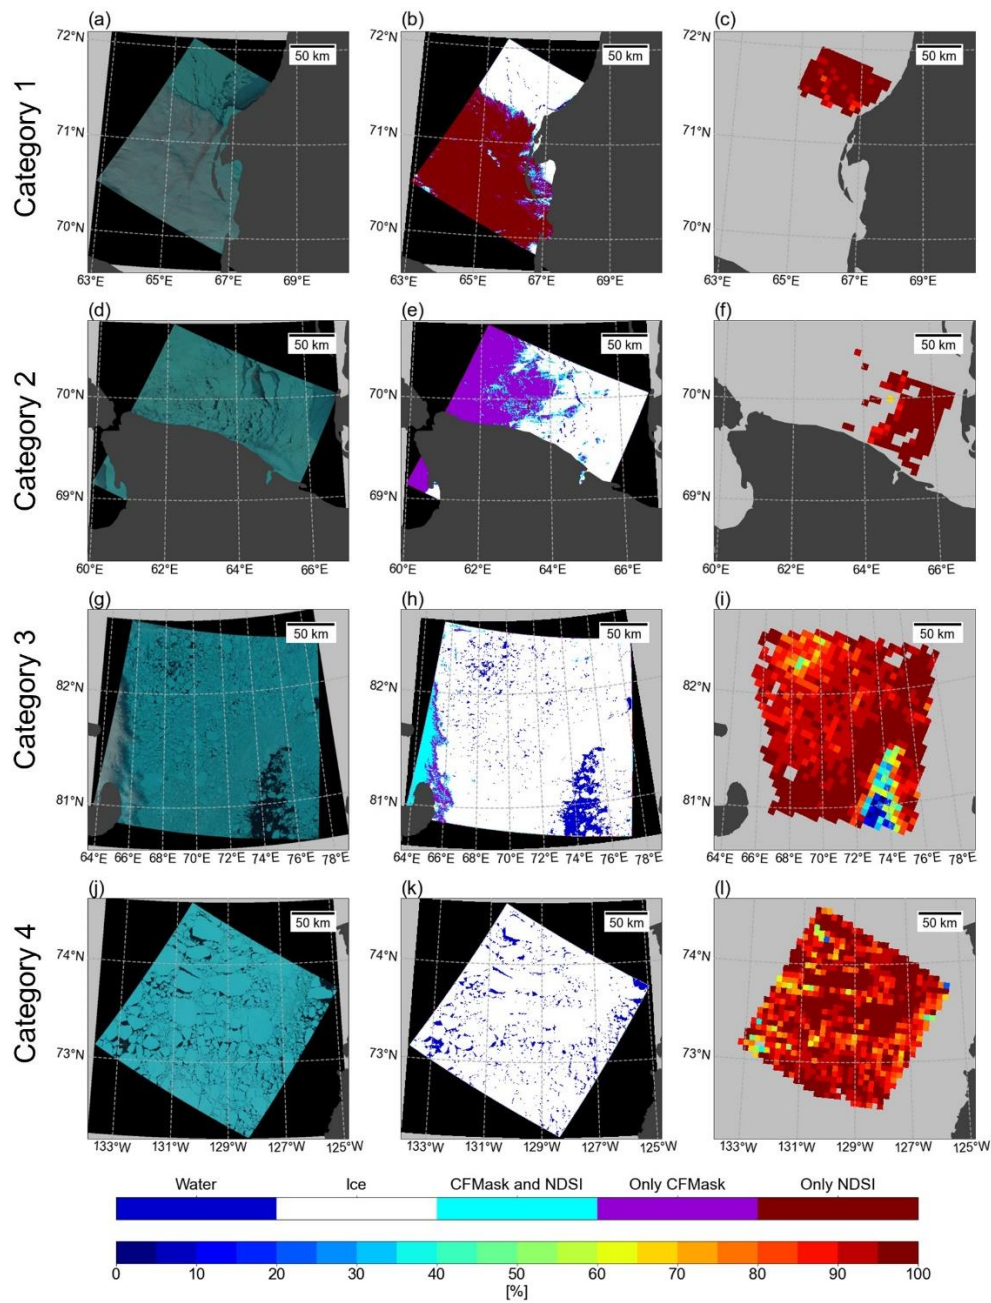 (a) (b) (c)
Category 1
72°N 72°N 72°N
50 km 50 km 50 km
71°N 71°N 71°N
70°N 70°N 70°N
63°E 65°E 67°E 69°E 63°E 65°E 67°E 69°E 63°E 65°E 67°E 69°E
(d) (e) (f)
Category 2
50 km 50 km 50 km
70°N 70°N 70°N
69°N 69°N 69°N
60°E 62°E 64°E 66°E 60°E 62°E 64°E 66°E 60°E 62°E 64°E 66°E
(g) (h) (i)
Category 3
50 km 50 km 50 km
82°N 82°N 82°N
81°N 81°N 81°N
64°E 66°E 68°E 70°E 72°E 74°E 76°E 78°E 64°E 66°E 68°E 70°E 72°E 74°E 76°E 78°E 64°E 66°E 68°E 70°E 72°E 74°E 76°E 78°E
(j) (k) (l)
Category 4
50 km 50 km 50 km
74°N 74°N 74°N
73°N 73°N 73°N
133°W 131°W 129°W 127°W 125°W 133°W 131°W 129°W 127°W 125°W 133°W 131°W 129°W 127°W 125°W
Water Ice CFMask and NDSI Only CFMask Only NDSI
0 10 20 30 40 50 60 70 80 90 100
[%]